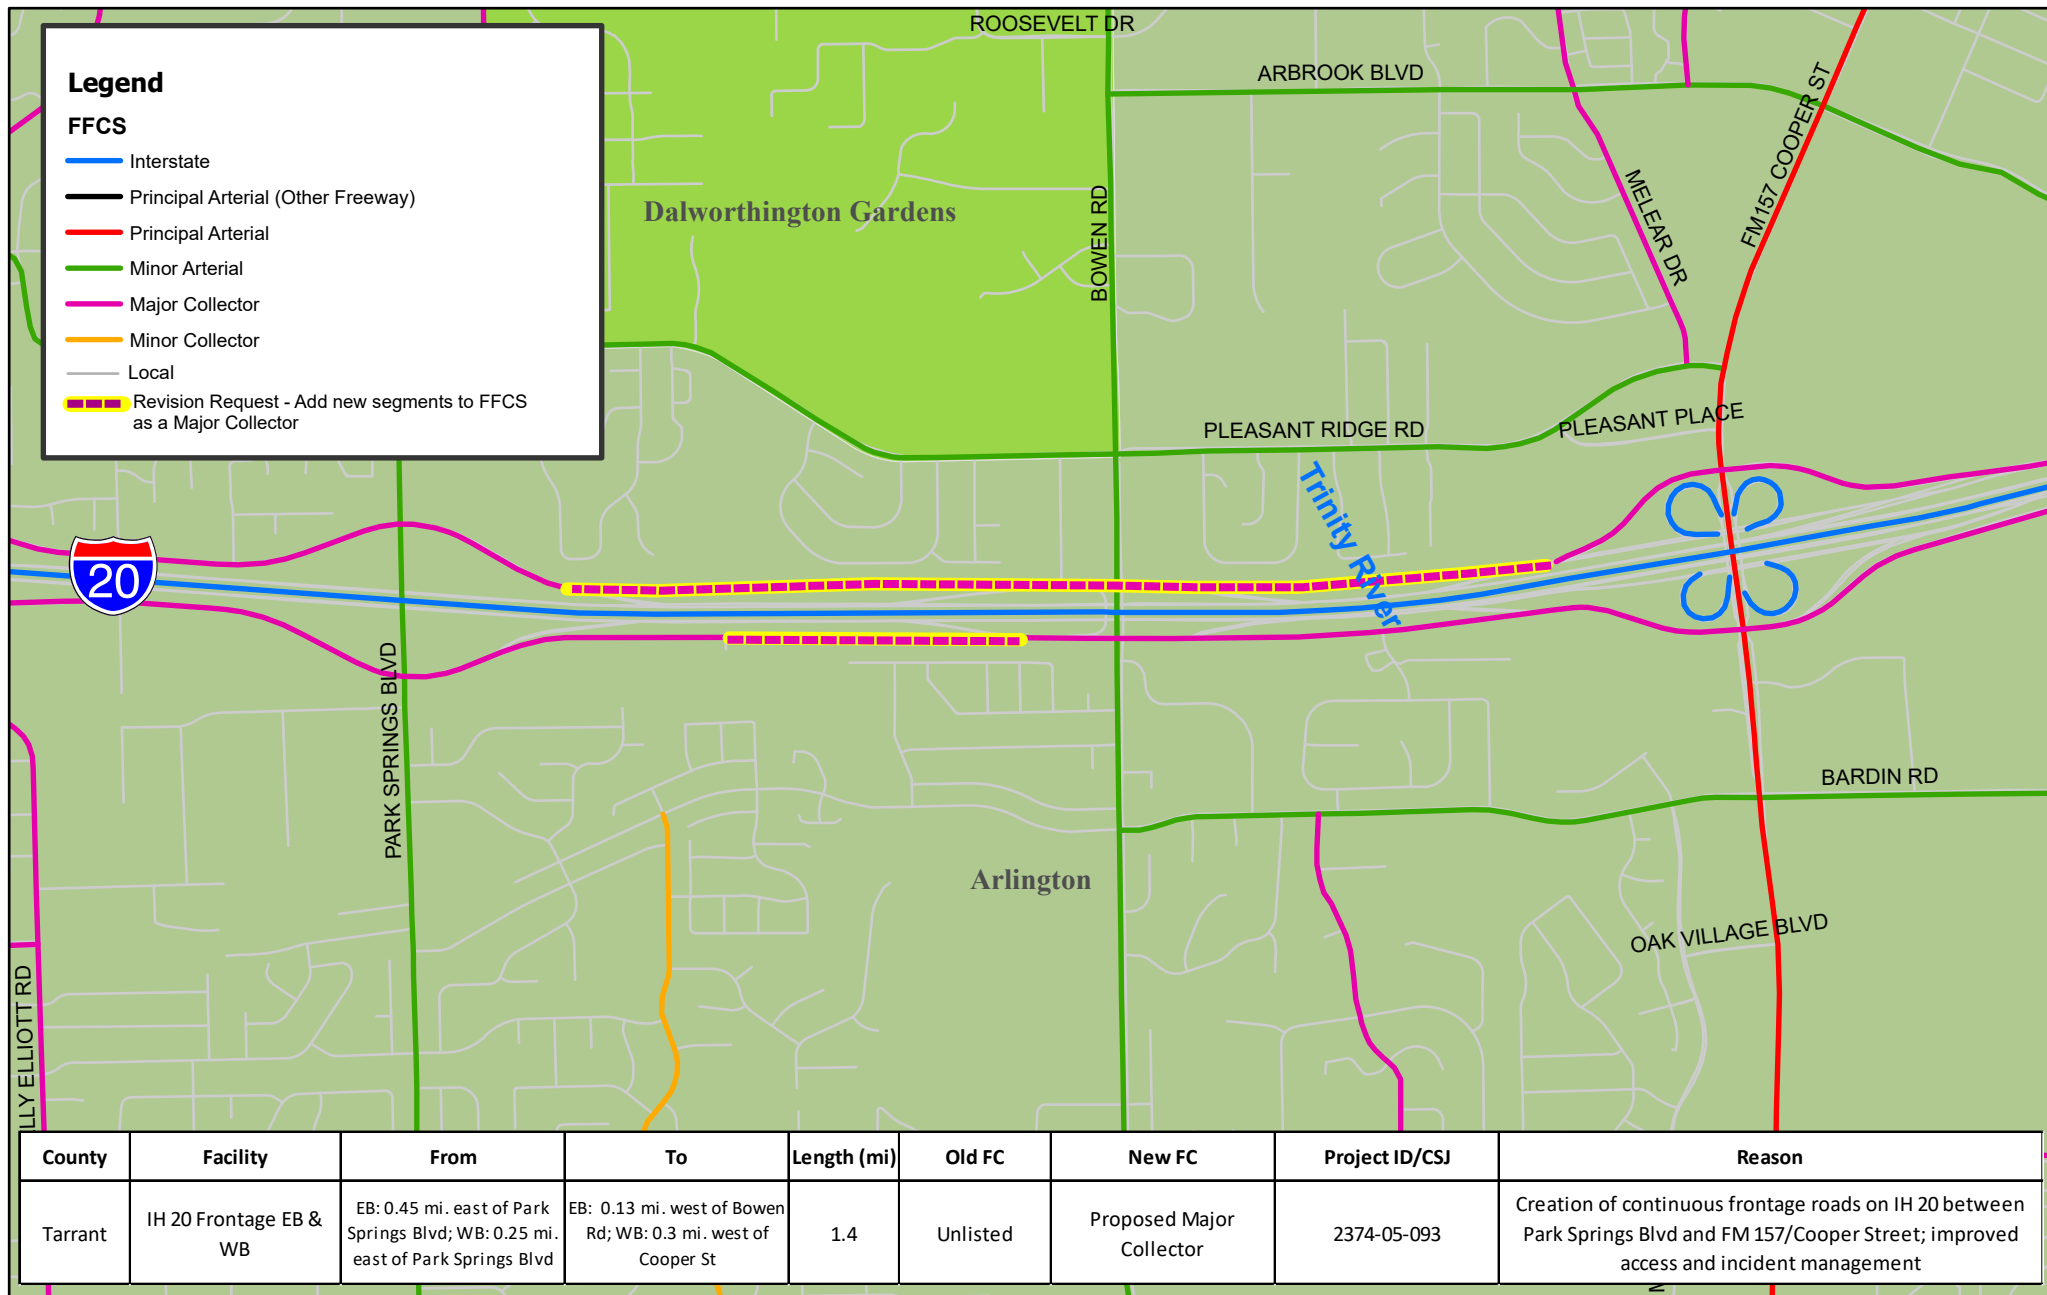 Legend
FFCS
Interstate
Principal Arterial (Other Freeway)
Principal Arterial
Minor Arterial
Major Collector
Minor Collector
Local
Revision Request - Add new segments to FFCS
as a Major Collector
ROOSEVELT DR
ARBROOK BLVD
FM157 COOPER ST
MELEAR DR
BOWEN RD
Dalworthington Gardens
PLEASANT RIDGE RD
PLEASANT PLACE
Trinity River
20
PARK SPRINGS BLVD
BARDIN RD
Arlington
OAK VILLAGE BLVD
LLY ELLIOTT RD
County
Facility
From
To
Length (mi)
Old FC
New FC
Project ID/CSJ
Reason
Tarrant
IH 20 Frontage EB &
WB
EB: 0.45 mi. east of Park
Springs Blvd; WB: 0.25 mi.
east of Park Springs Blvd
EB: 0.13 mi. west of Bowen
Rd; WB: 0.3 mi. west of
Cooper St
1.4
Unlisted
Proposed Major
Collector
2374-05-093
Creation of continuous frontage roads on IH 20 between
Park Springs Blvd and FM 157/Cooper Street; improved
access and incident management